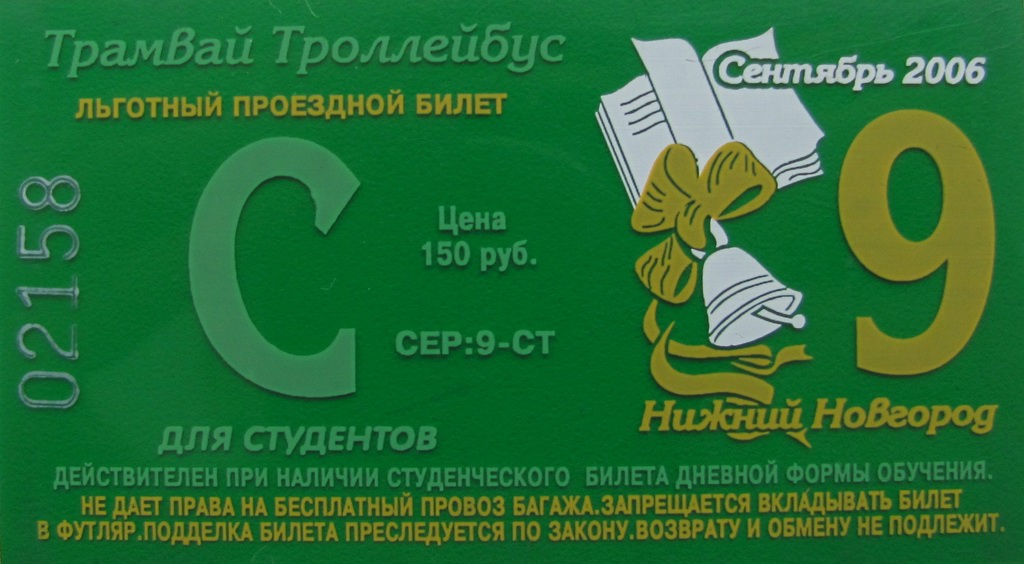 Трамвай Троллейбус
Сентябрь 2006
ЛЬГОТНЫЙ ПРОЕЗДНОЙ БИЛЕТ
02158
С
Цена
150 руб.
9
СЕР:9-СТ
Нижний Новгород
ДЛЯ СТУДЕНТОВ
ДЕЙСТВИТЕЛЕН ПРИ НАЛИЧИИ СТУДЕНЧЕСКОГО БИЛЕТА ДНЕВНОЙ ФОРМЫ ОБУЧЕНИЯ.
НЕ ДАЕТ ПРАВА НА БЕСПЛАТНЫЙ ПРОВОЗ БАГАЖА.ЗАПРЕЩАЕТСЯ ВКЛАДЫВАТЬ БИЛЕТ
В ФУТЛЯР.ПОДДЕЛКА БИЛЕТА ПРЕСЛЕДУЕТСЯ ПО ЗАКОНУ.ВОЗВРАТУ И ОБМЕНУ НЕ ПОДЛЕЖИТ.